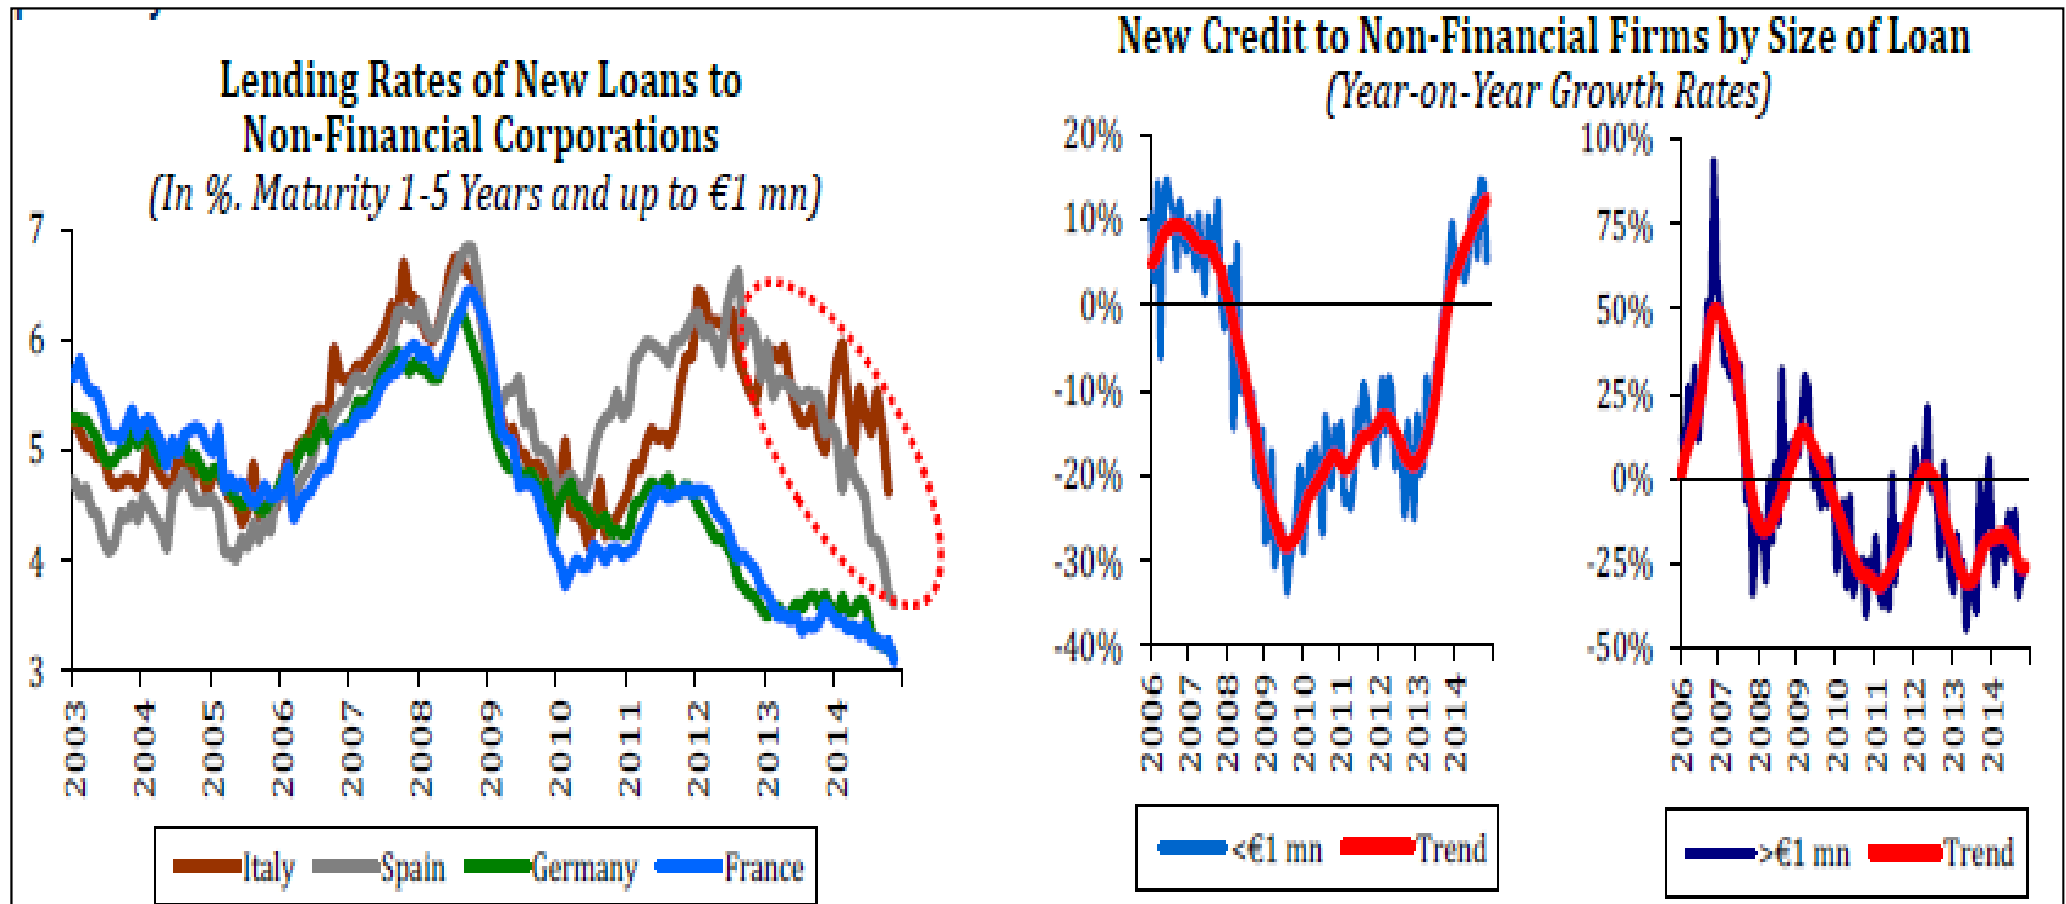 Lending Rates of New Loans to
Non-Financial Corporations
(In %. Maturity 1-5 Years and up to €1 mn)
7
6
5
4
3
2003 2004 2005 2006 2007 2008 2009 2010 2011 2012 2013 2014
Italy Spain Germany France
New Credit to Non-Financial Firms by Size of Loan
(Year-on-Year Growth Rates)
20%
10%
0%
-10%
-20%
-30%
-40%
2006 2007 2008 2009 2010 2011 2012 2013 2014
<€1 mn Trend
100%
75%
50%
25%
0%
-25%
-50%
2006 2007 2008 2009 2010 2011 2012 2013 2014
>€1 mn Trend